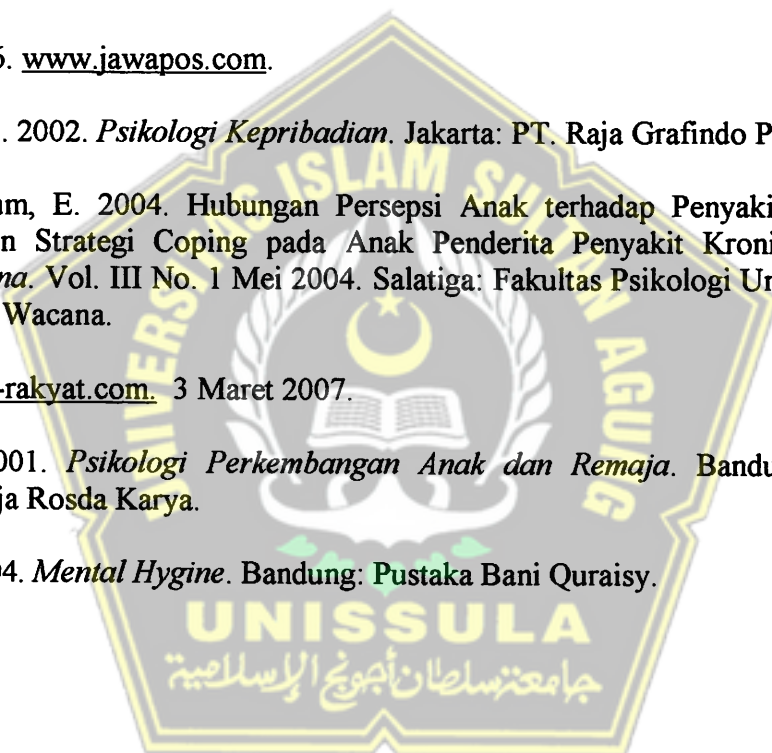 5. www.jawapos.com.
. 2002. Psikologi Kepribadian. Jakarta: PT. Raja Grafindo P
am, E. 2004. Hubungan Persepsi Anak terhadap Penyaki
n Strategi Coping pada Anak Penderita Penyakit Kroni
na. Vol. III No. 1 Mei 2004. Salatiga: Fakultas Psikologi Un
Wacana.
-rakyat.com. 3 Maret 2007.
001. Psikologi Perkembangan Anak dan Remaja. Bandu
ja Rosda Karya.
04. Mental Hygine. Bandung: Pustaka Bani Quraisy.
UNIVERSITAS ISLAM SULTAN AGUNG
UNISSULA
جامعتنسلطان أجونج الإسلامية